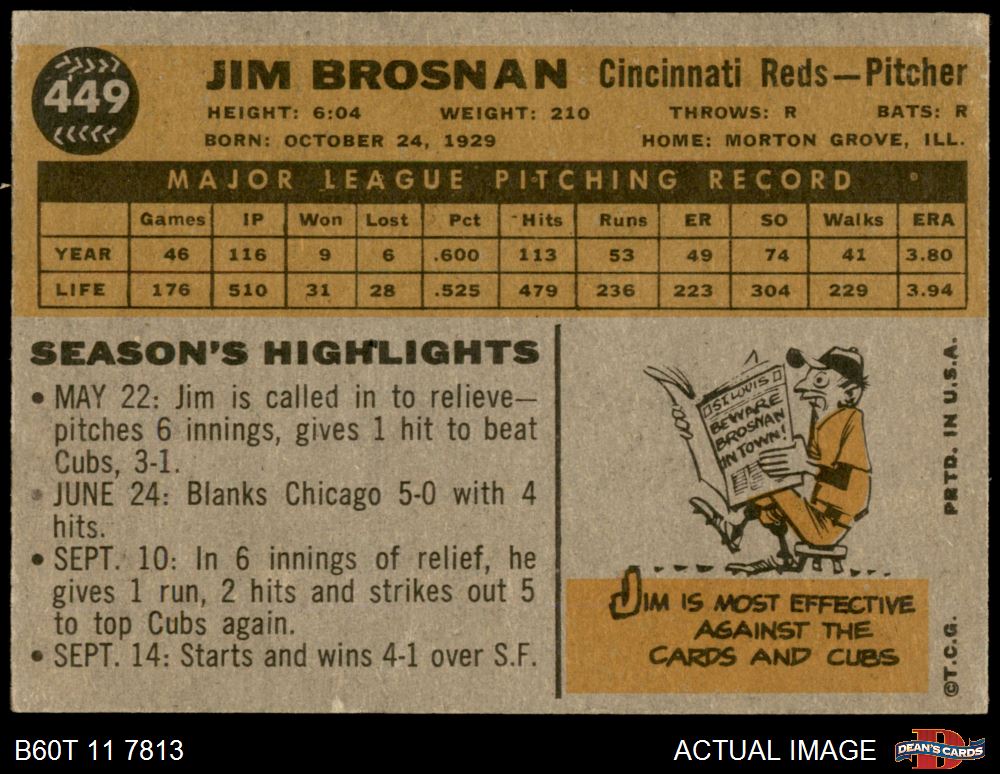 449
JIM BROSNAN Cincinnati Reds—Pitcher
HEIGHT: 6:04 WEIGHT: 210 THROWS: R BATS: R
BORN: OCTOBER 24, 1929 HOME: MORTON GROVE, ILL.
MAJOR LEAGUE PITCHING RECORD
Games IP Won Lost Pct Hits Runs ER SO Walks ERA
YEAR 46 116 9 6 .600 113 53 49 74 41 3.80
LIFE 176 510 31 28 .525 479 236 223 304 229 3.94
SEASON'S HIGHLIGHTS
• MAY 22: Jim is called in to relieve—
pitches 6 innings, gives 1 hit to beat
Cubs, 3-1.
• JUNE 24: Blanks Chicago 5-0 with 4
hits.
• SEPT. 10: In 6 innings of relief, he
gives 1 run, 2 hits and strikes out 5
to top Cubs again.
• SEPT. 14: Starts and wins 4-1 over S.F.
ST. LOUIS
BEWARE
BROSNAN
IN TOWN!
JIM IS MOST EFFECTIVE
AGAINST THE
CARDS AND CUBS
©T.C.G. PRTD. IN U.S.A.
B60T 11 7813 ACTUAL IMAGE DEAN'S CARDS